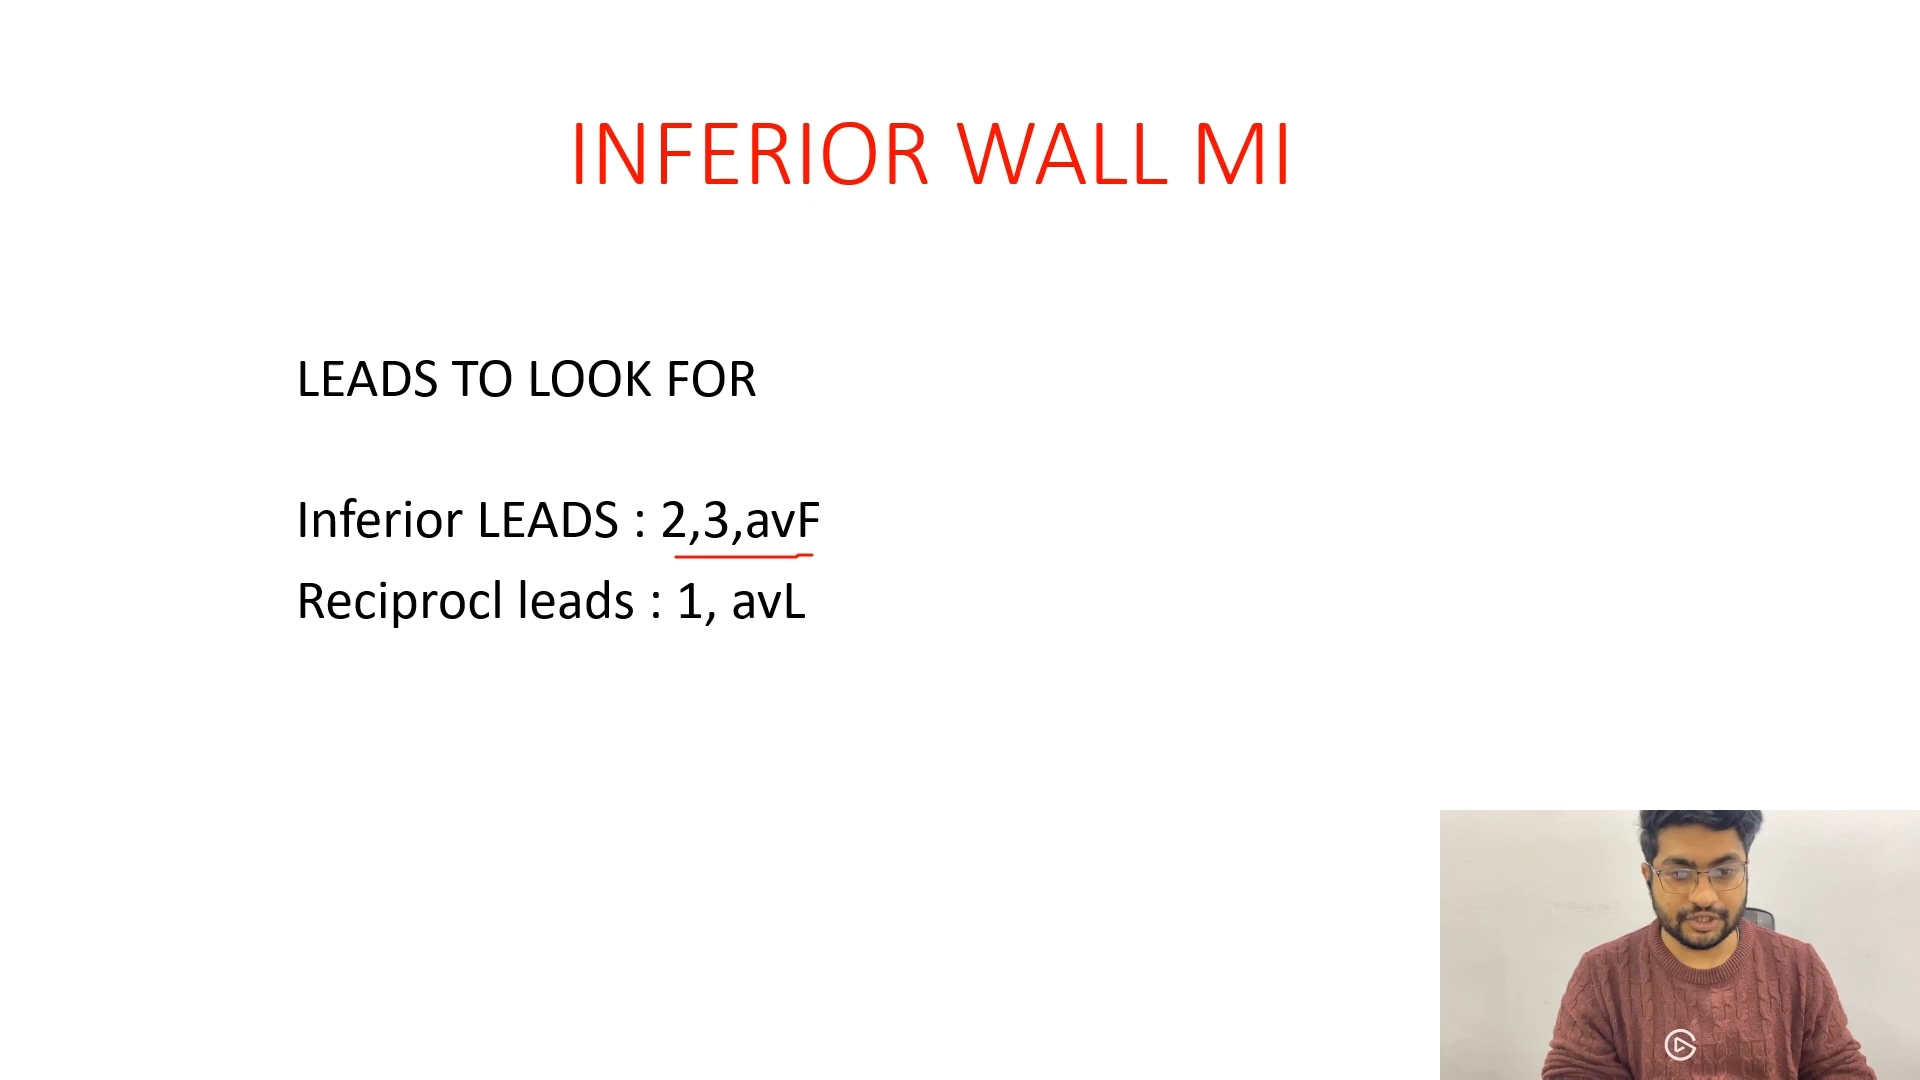 INFERIOR WALL MI
LEADS TO LOOK FOR
Inferior LEADS : 2,3,avF
Reciprocl leads : 1, avL